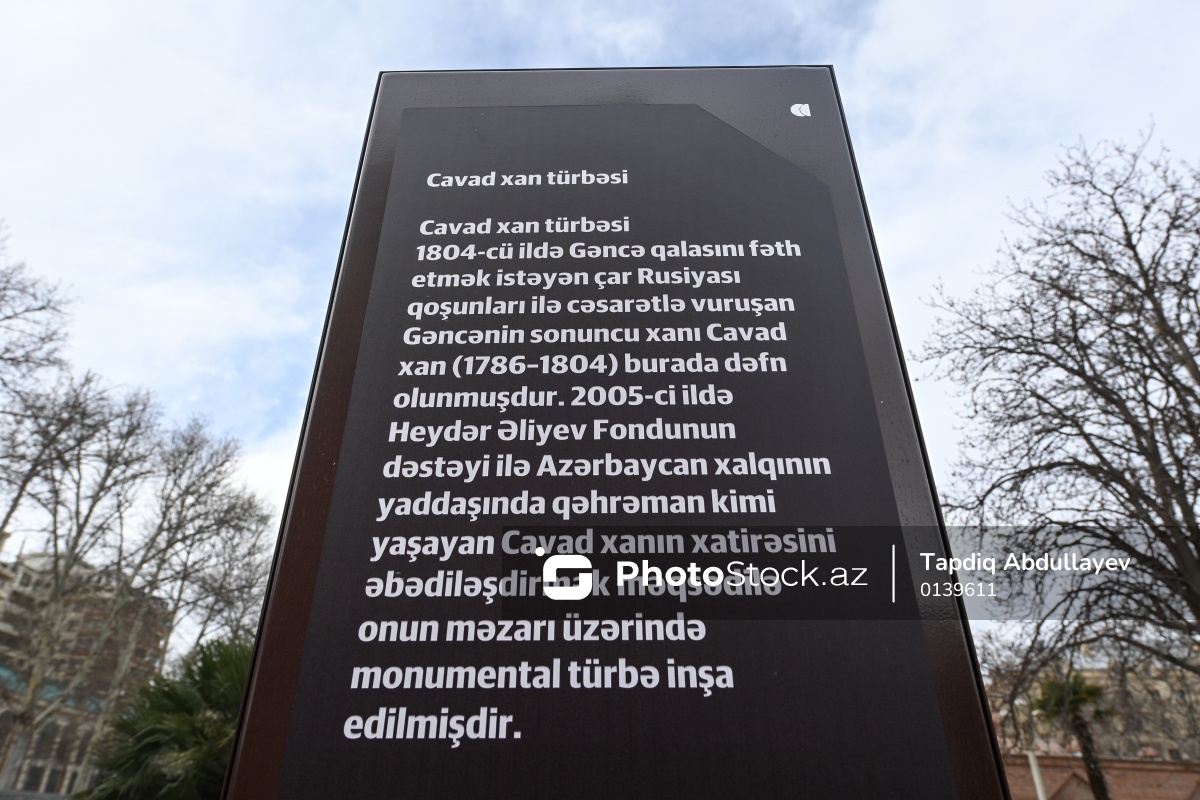 Cavad xan türbəsi
Cavad xan türbəsi
1804-cü ildə Gəncə qalasını fəth
etmək istəyən çar Rusiyası
qoşunları ilə cəsarətlə vuruşan
Gəncənin sonuncu xanı Cavad
xan (1786–1804) burada dəfn
olunmuşdur. 2005-ci ildə
Heydər Əliyev Fondunun
dəstəyi ilə Azərbaycan xalqının
yaddaşında qəhrəman kimi
yaşayan Cavad xanın xatirəsini
əbədiləşdirmək məqsədilə
onun məzarı üzərində
monumental türbə inşa
edilmişdir.
PhotoStock.az
Tapdiq Abdullayev
0139611